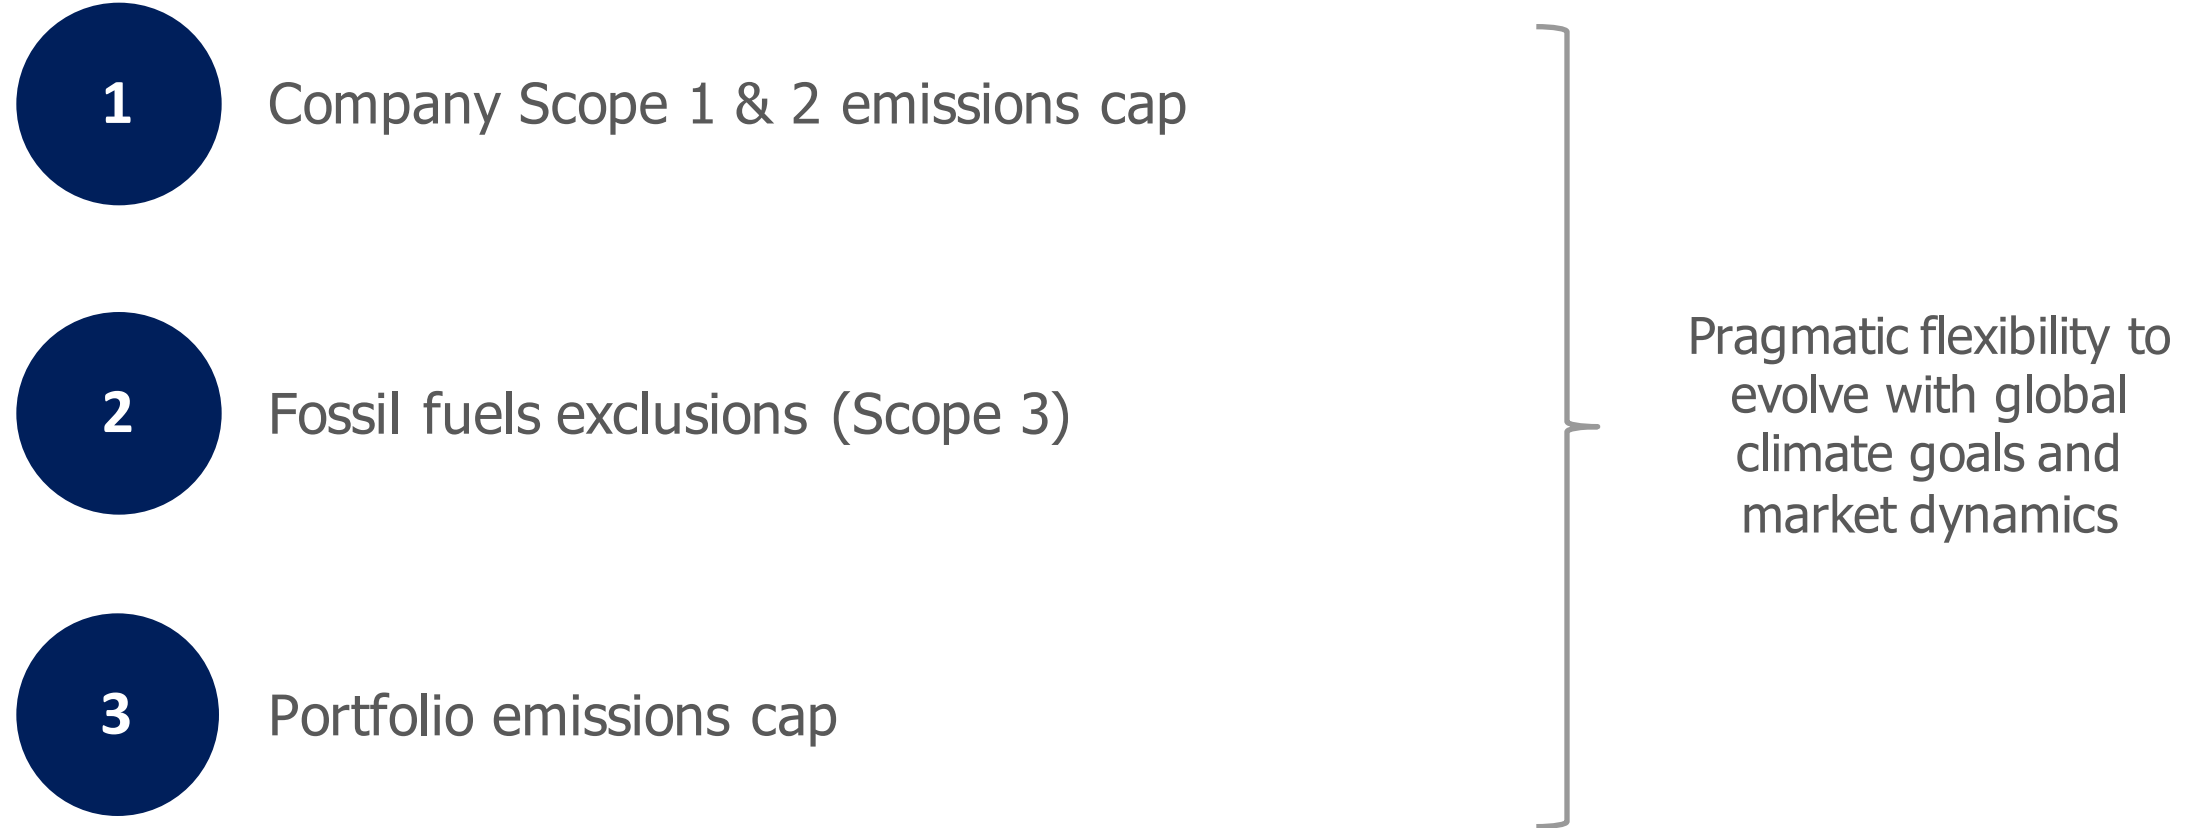 1
Company Scope 1 & 2 emissions cap
2
Fossil fuels exclusions (Scope 3)
3
Portfolio emissions cap
Pragmatic flexibility to
evolve with global
climate goals and
market dynamics